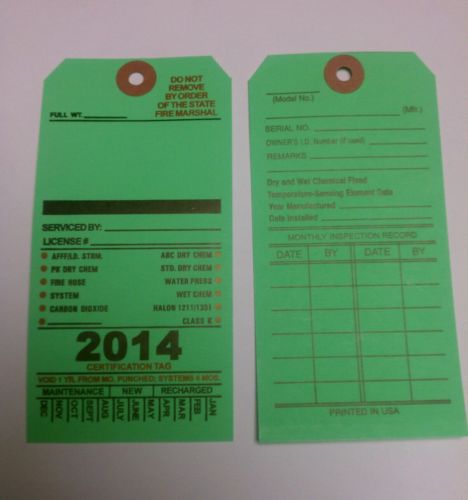 DO NOT
REMOVE
BY ORDER
OF THE STATE
FIRE MARSHAL
FULL WT.
SERVICED BY:
LICENSE #
AFFF/LD. STRM. ABC DRY CHEM
PK DRY CHEM STD. DRY CHEM
FIRE HOSE WATER PRESS
SYSTEM WET CHEM
CARBON DIOXIDE HALON 1211/1301
CLASS K
2014
CERTIFICATION TAG
VOID 1 YR. FROM MO. PUNCHED: SYSTEMS 6 MOS.
MAINTENANCE NEW RECHARGED
DEC NOV OCT SEPT AUG JULY JUNE MAY APR MAR FEB JAN
(Model No.)
(Mfr.)
SERIAL NO.
OWNER'S I.D. Number (if used)
REMARKS
Dry and Wet Chemical Fixed
Temperature-Sensing Element Data
Year Manufactured
Date Installed
MONTHLY INSPECTION RECORD
DATE BY DATE BY
PRINTED IN USA